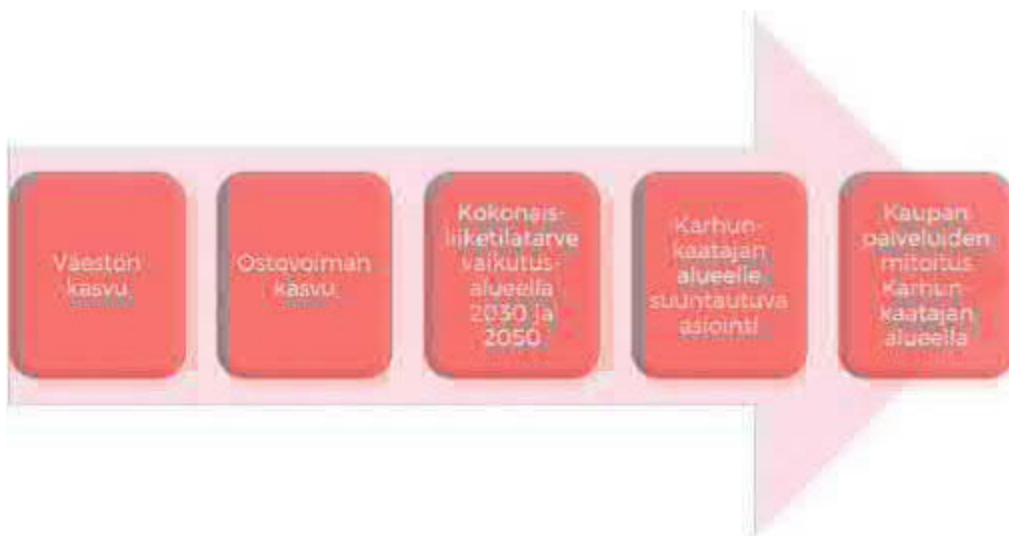 Väestön
kasvu
Ostovoiman
kasvu
Kokonais-
liiketilatarve
vaikutus-
alueella
2030 ja
2050
Karhun-
kaatajan
alueelle
suuntautuva
asiointi
Kaupan
palveluiden
mitoitus
Karhun-
kaatajan
alueella